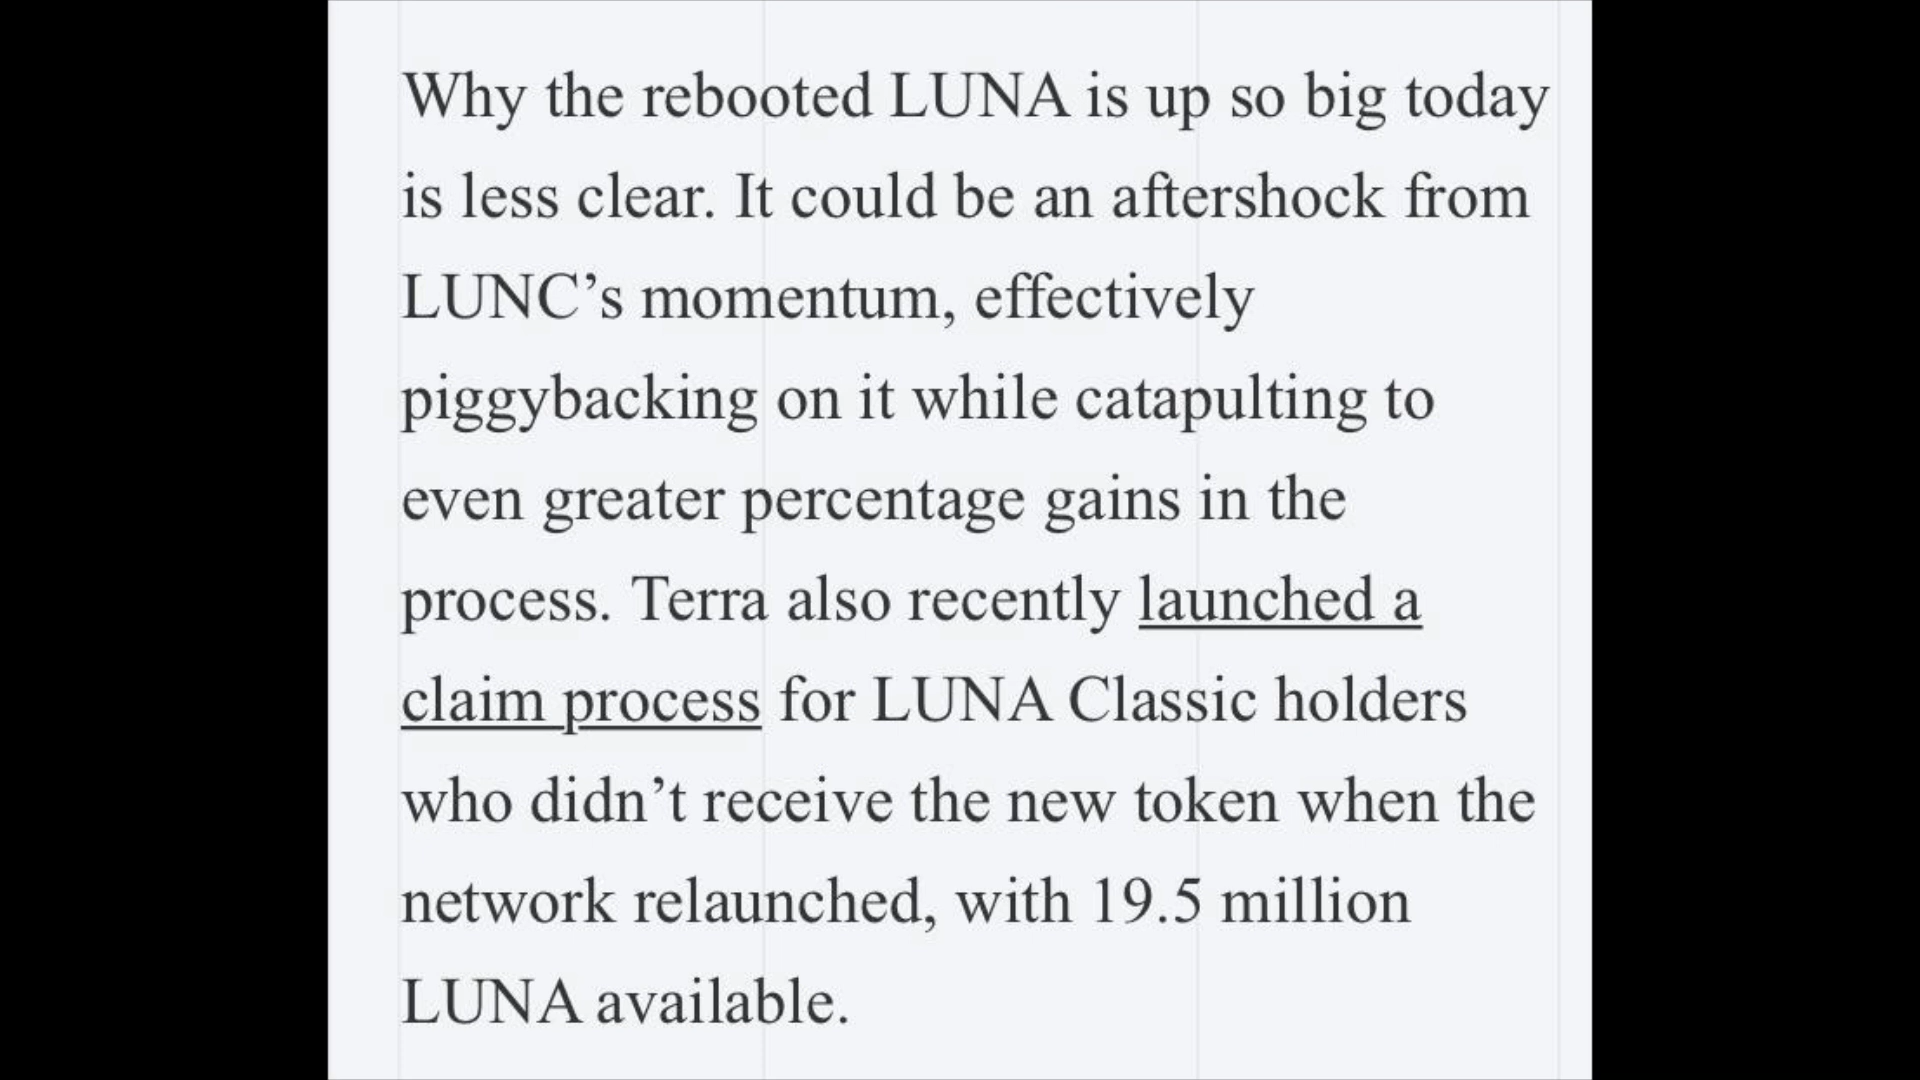 Why the rebooted LUNA is up so big today
is less clear. It could be an aftershock from
LUNC’s momentum, effectively
piggybacking on it while catapulting to
even greater percentage gains in the
process. Terra also recently launched a
claim process for LUNA Classic holders
who didn’t receive the new token when the
network relaunched, with 19.5 million
LUNA available.